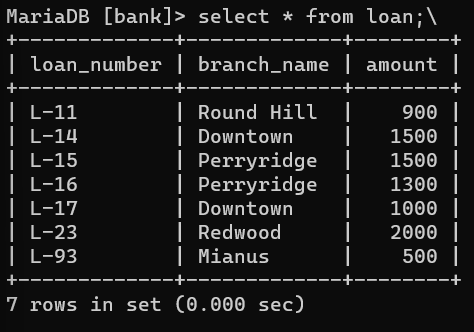 MariaDB [bank]> select * from loan;\
+-------------+-------------+--------+
| loan_number | branch_name | amount |
+-------------+-------------+--------+
| L-11        | Round Hill  |    900 |
| L-14        | Downtown    |   1500 |
| L-15        | Perryridge  |   1500 |
| L-16        | Perryridge  |   1300 |
| L-17        | Downtown    |   1000 |
| L-23        | Redwood     |   2000 |
| L-93        | Mianus      |    500 |
+-------------+-------------+--------+
7 rows in set (0.000 sec)